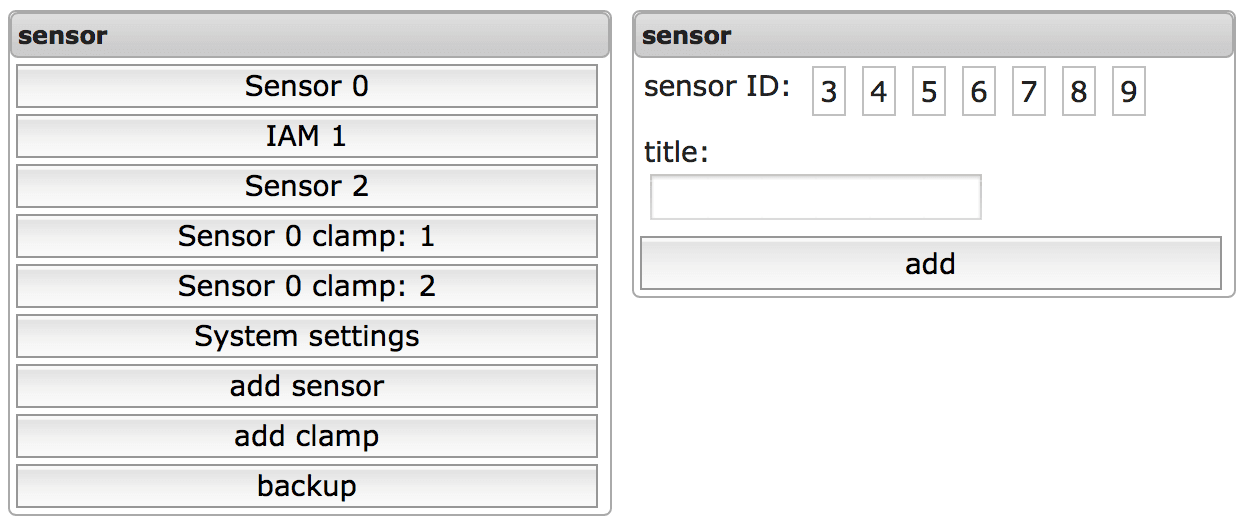 sensor
Sensor 0
IAM 1
Sensor 2
Sensor 0 clamp: 1
Sensor 0 clamp: 2
System settings
add sensor
add clamp
backup
sensor
sensor ID: 3 4 5 6 7 8 9
title:
add